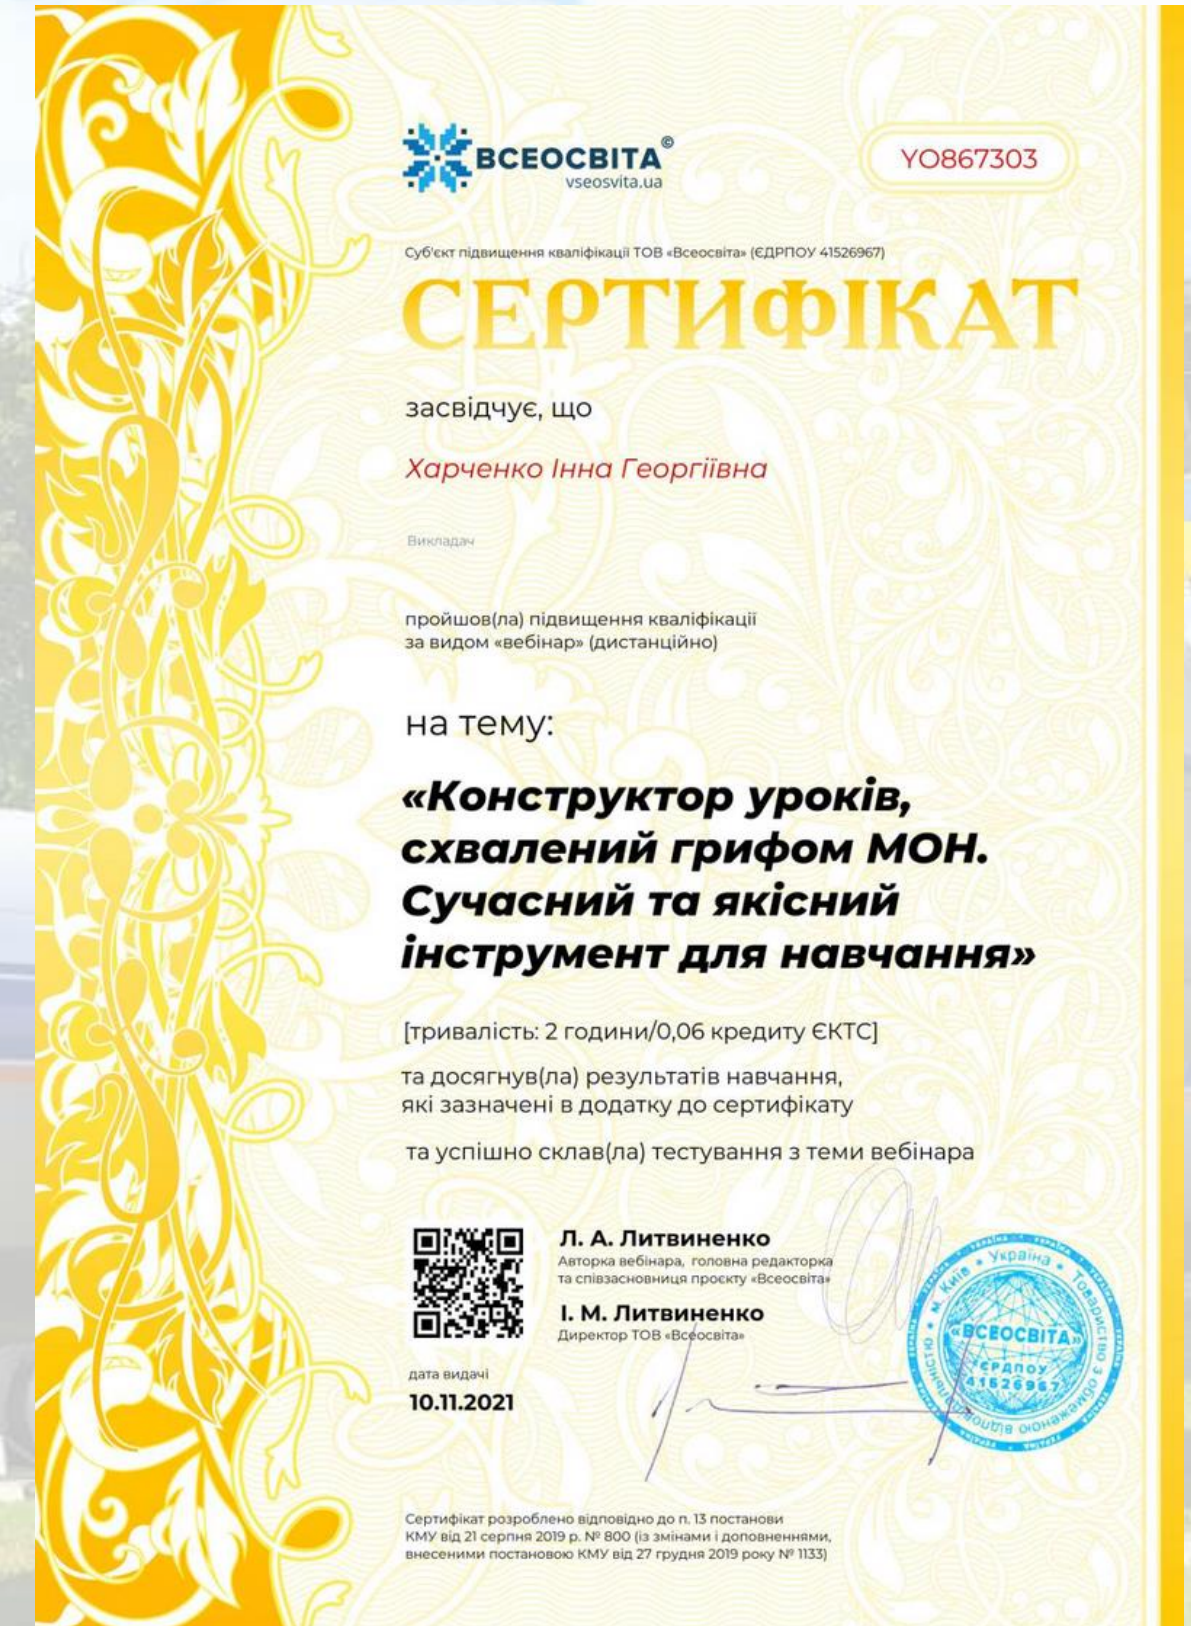 ВСЕОСВІТА©
vseosvita.ua
YO867303
Суб'єкт підвищення кваліфікації ТОВ «Всеосвіта» (ЄДРПОУ 41526967)
СЕРТИФІКАТ
засвідчує, що
Харченко Інна Георгіївна
Викладач
пройшов(ла) підвищення кваліфікації
за видом «вебінар» (дистанційно)
на тему:
«Конструктор уроків,
схвалений грифом МОН.
Сучасний та якісний
інструмент для навчання»
[тривалість: 2 години/0,06 кредиту ЄКТС]
та досягнув(ла) результатів навчання,
які зазначені в додатку до сертифікату
та успішно склав(ла) тестування з теми вебінара
Л. А. Литвиненко
Авторка вебінара, головна редакторка
та співзасновниця проєкту «Всеосвіта»
І. М. Литвиненко
Директор ТОВ «Всеосвіта»
дата видачі
10.11.2021
Україна • Товариство з обмеженою відповідальністю • м. Київ
«ВСЕОСВІТА»
ЄРДПОУ
41526967
Сертифікат розроблено відповідно до п. 13 постанови
КМУ від 21 серпня 2019 р. № 800 (із змінами і доповненнями,
внесеними постановою КМУ від 27 грудня 2019 року № 1133)